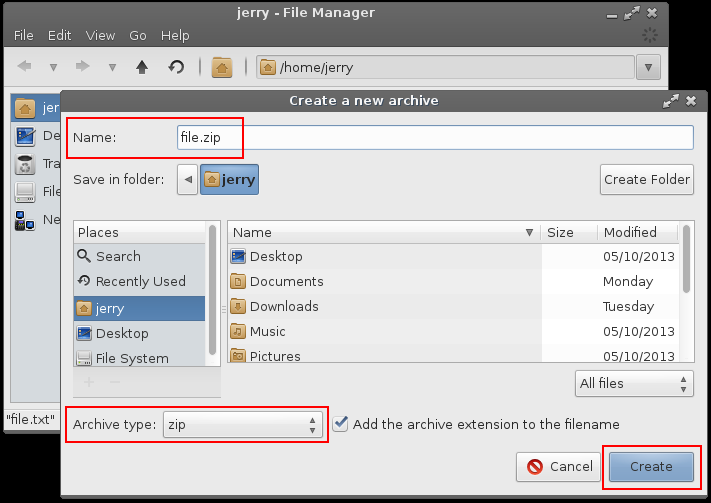 jerry - File Manager
File Edit View Go Help
/home/jerry
jer
De
Tra
File
Ne
"file.txt"
Create a new archive
Name: file.zip
Save in folder: jerry Create Folder
Places
Search
Recently Used
jerry
Desktop
File System
Name Size Modified
Desktop 05/10/2013
Documents Monday
Downloads Tuesday
Music 05/10/2013
Pictures 05/10/2013
All files
Archive type: zip Add the archive extension to the filename
Cancel Create